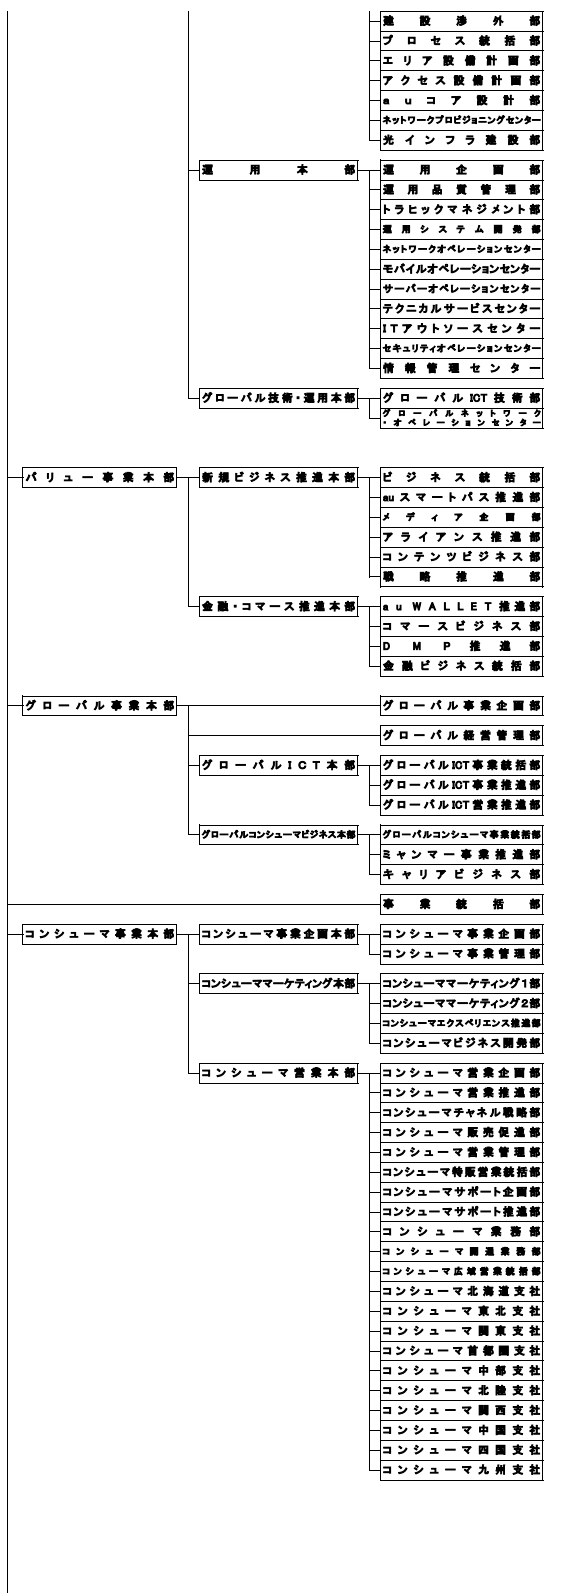 建設渉外部
プロセス統括部
エリア設備計画部
アクセス設備計画部
auコア設計部
ネットワークプロビジョニングセンター
光インフラ建設部
運用本部
運用企画部
運用品質管理部
トラヒックマネジメント部
運用システム開発部
ネットワークオペレーションセンター
モバイルオペレーションセンター
サーバーオペレーションセンター
テクニカルサービスセンター
ITアウトソースセンター
セキュリティオペレーションセンター
情報管理センター
グローバル技術・運用本部
グローバルICT技術部
グローバルネットワーク
・オペレーションセンター
バリュー事業本部
新規ビジネス推進本部
ビジネス統括部
auスマートパス推進部
メディア企画部
アライアンス推進部
コンテンツビジネス部
戦略推進部
金融・コマース推進本部
au WALLET推進部
コマースビジネス部
DMP推進部
金融ビジネス統括部
グローバル事業本部
グローバル事業企画部
グローバル経営管理部
グローバルICT本部
グローバルICT事業統括部
グローバルICT事業推進部
グローバルICT営業推進部
グローバルコンシューマビジネス本部
グローバルコンシューマ事業統括部
ミャンマー事業推進部
キャリアビジネス部
事業統括部
コンシューマ事業本部
コンシューマ事業企画本部
コンシューマ事業企画部
コンシューマ事業管理部
コンシューママーケティング本部
コンシューママーケティング1部
コンシューママーケティング2部
コンシューマエクスペリエンス推進部
コンシューマビジネス開発部
コンシューマ営業本部
コンシューマ営業企画部
コンシューマ営業推進部
コンシューマチャネル戦略部
コンシューマ販売促進部
コンシューマ営業管理部
コンシューマ特販営業統括部
コンシューマサポート企画部
コンシューマサポート推進部
コンシューマ業務部
コンシューマ開通業務部
コンシューマ広域営業統括部
コンシューマ北海道支社
コンシューマ東北支社
コンシューマ関東支社
コンシューマ首都圏支社
コンシューマ中部支社
コンシューマ北陸支社
コンシューマ関西支社
コンシューマ中国支社
コンシューマ四国支社
コンシューマ九州支社